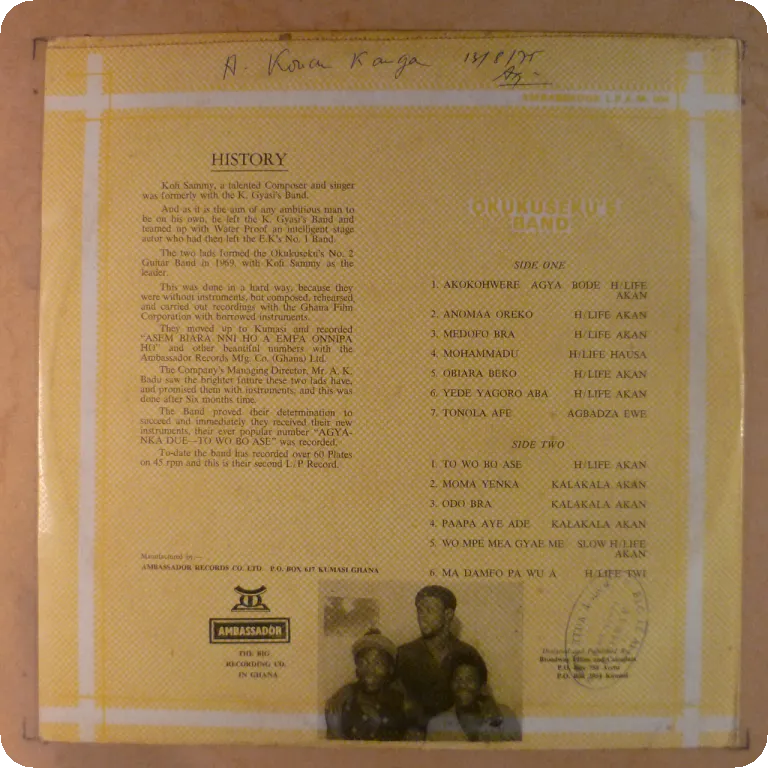 A. Kouan Kanga 13/8/75
HISTORY
Kofi Sammy, a talented Composer and singer
was formerly with the K. Gyasi's Band.
And as it is the aim of any ambitious man to
be on his own, he left the K. Gyasi's Band and
teamed up with Water Proof an intelligent stage
actor who had then left the E.K's No. 1 Band.
The two lads formed the Okukuseku's No. 2
Guitar Band in 1969, with Kofi Sammy as the
leader.
This was done in a hard way, because they
were without instruments, but composed, rehearsed,
and carried out recordings with the Ghana Film
Corporation with borrowed instruments.
They moved up to Kumasi and recorded
"ASEM BIARA NNI HO A EMFA ONNIPA
HO" and other beautiful numbers with the
Ambassador Records Mfg. Co. (Ghana) Ltd.
The Company's Managing Director, Mr. A. K.
Badu saw the brighter future these two lads have,
and promised them with instruments, and this was
done after Six months time.
The Band proved their determination to
succeed and immediately they received their new
instruments, their ever popular number "AGYA-
NKA DUE—TO WO BO ASE" was recorded.
To-date the band has recorded over 60 Plates
on 45 rpm and this is their second L/P Record.
Manufactured by:—
AMBASSADOR RECORDS CO. LTD. P.O. BOX 617 KUMASI GHANA
AMBASSADOR
THE BIG
RECORDING CO.
IN GHANA
OKUKUSEKU'S
BAND
SIDE ONE
1. AKOKOHWERE AGYA BODE H/LIFE
AKAN
2. ANOMAA OREKO H/LIFE AKAN
3. MEDOFO BRA H/LIFE AKAN
4. MOHAMMADU H/LIFE HAUSA
5. OBIARA BEKO H/LIFE AKAN
6. YEDE YAGORO ABA H/LIFE AKAN
7. TONOLA AFE AGBADZA EWE
SIDE TWO
1. TO WO BO ASE H/LIFE AKAN
2. MOMA YENKA KALAKALA AKAN
3. ODO BRA KALAKALA AKAN
4. PAAPA AYE ADE KALAKALA AKAN
5. WO MPE MEA GYAE ME SLOW H/LIFE
AKAN
6. MA DAMFO PA WU A H/LIFE TWI
Designed and Published By
P.O. Box Accra
P.O. Box Kumasi